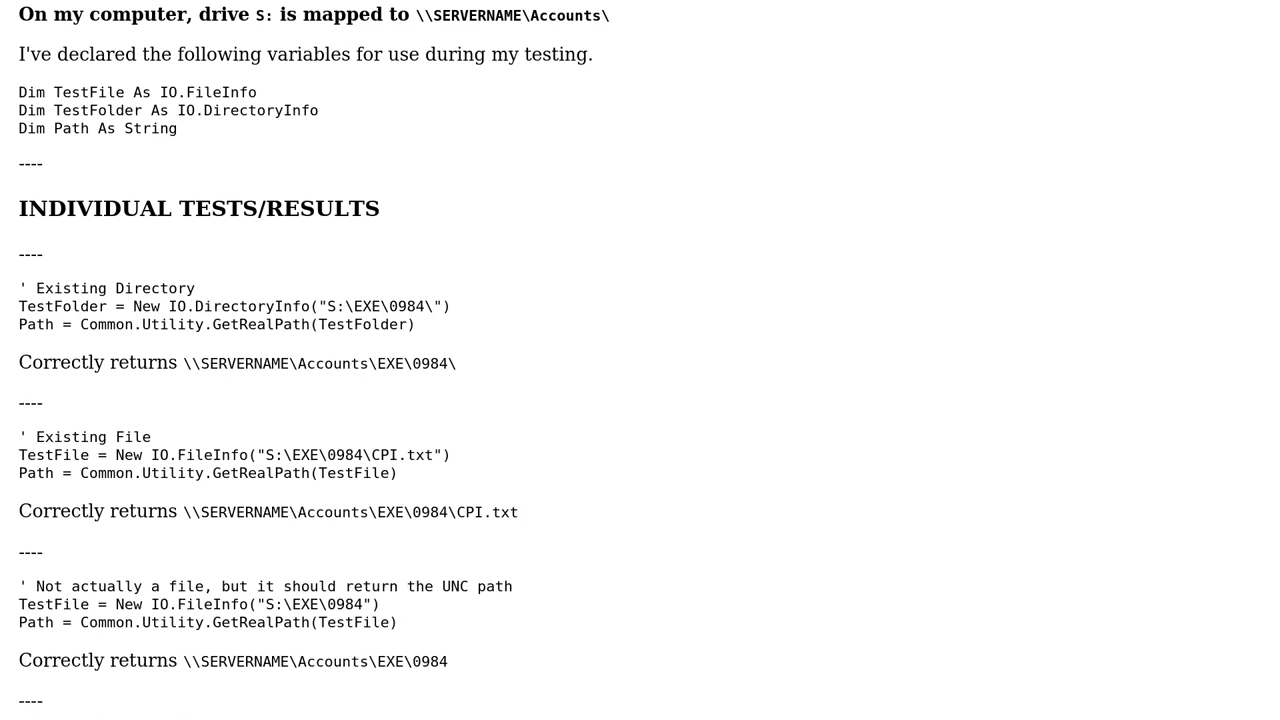 On my computer, drive S: is mapped to \\SERVERNAME\Accounts\
I've declared the following variables for use during my testing.
Dim TestFile As IO.FileInfo
Dim TestFolder As IO.DirectoryInfo
Dim Path As String
----
INDIVIDUAL TESTS/RESULTS
----
' Existing Directory
TestFolder = New IO.DirectoryInfo("S:\EXE\0984\")
Path = Common.Utility.GetRealPath(TestFolder)
Correctly returns \\SERVERNAME\Accounts\EXE\0984\
----
' Existing File
TestFile = New IO.FileInfo("S:\EXE\0984\CPI.txt")
Path = Common.Utility.GetRealPath(TestFile)
Correctly returns \\SERVERNAME\Accounts\EXE\0984\CPI.txt
----
' Not actually a file, but it should return the UNC path
TestFile = New IO.FileInfo("S:\EXE\0984")
Path = Common.Utility.GetRealPath(TestFile)
Correctly returns \\SERVERNAME\Accounts\EXE\0984
----